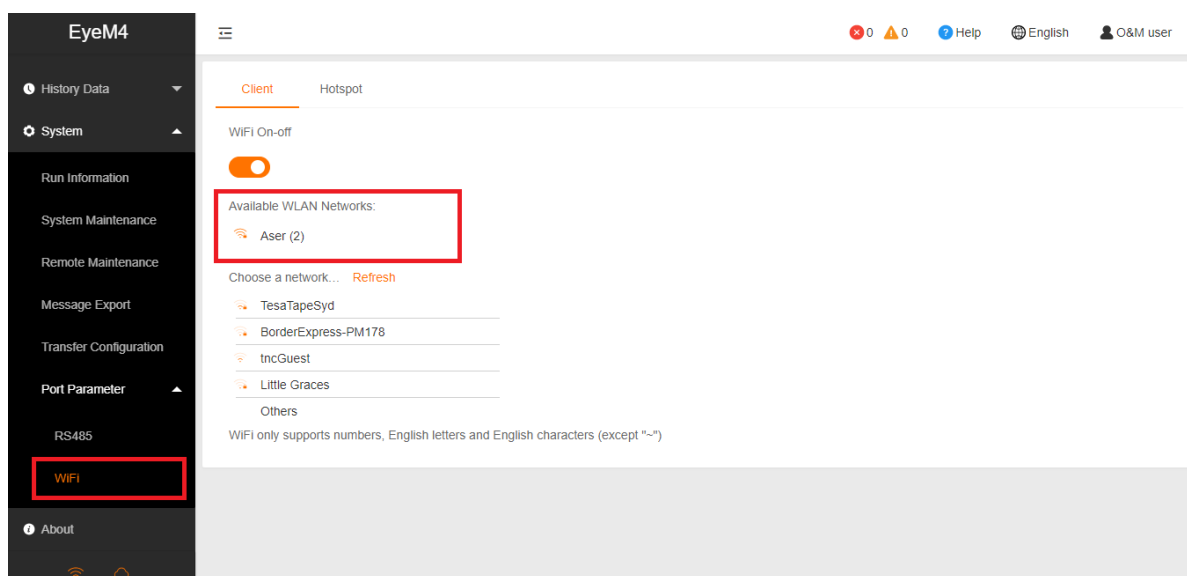 EyeM4
0
0
Help
English
O&M user
History Data
System
Run Information
System Maintenance
Remote Maintenance
Message Export
Transfer Configuration
Port Parameter
RS485
WiFi
About
Client
Hotspot
WiFi On-off
Available WLAN Networks:
Aser (2)
Choose a network... Refresh
TesaTapeSyd
BorderExpress-PM178
tncGuest
Little Graces
Others
WiFi only supports numbers, English letters and English characters (except "~")